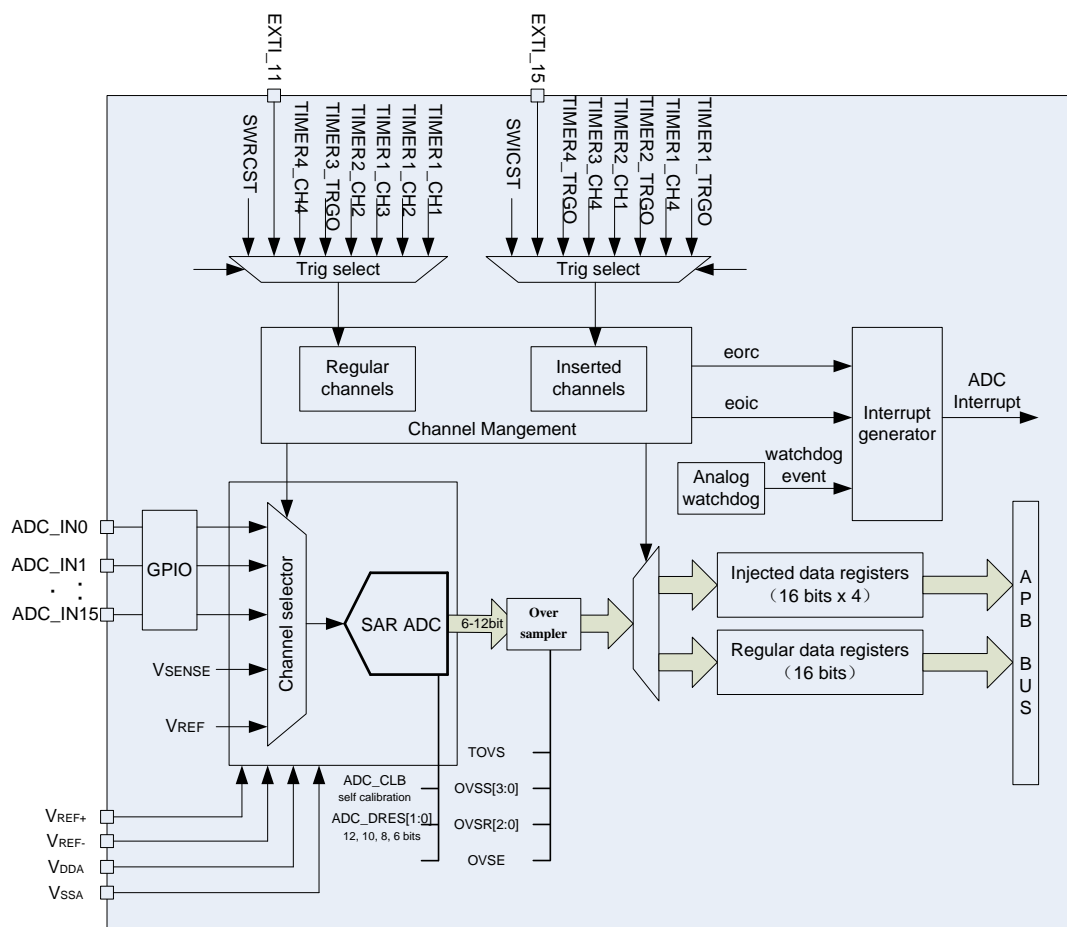 EXTI_11
EXTI_15
SWRCST
TIMER4_CH4
TIMER3_TRGO
TIMER2_CH2
TIMER1_CH3
TIMER1_CH2
TIMER1_CH1
SWICST
TIMER4_TRGO
TIMER3_CH4
TIMER2_CH1
TIMER2_TRGO
TIMER1_CH4
TIMER1_TRGO
Trig select
Trig select
Regular
channels
Inserted
channels
Channel Mangement
eorc
eoic
Interrupt
generator
ADC
Interrupt
Analog
watchdog
watchdog
event
ADC_IN0
ADC_IN1
ADC_IN15
GPIO
VSENSE
VREF
Channel selector
SAR ADC
6-12bit
Over
sampler
Injected data registers
（16 bits x 4）
Regular data registers
（16 bits）
APB BUS
TOVS
ADC_CLB
self calibration
OVSS[3:0]
ADC_DRES[1:0]
12, 10, 8, 6 bits
OVSR[2:0]
OVSE
VREF+
VREF-
VDDA
VSSA